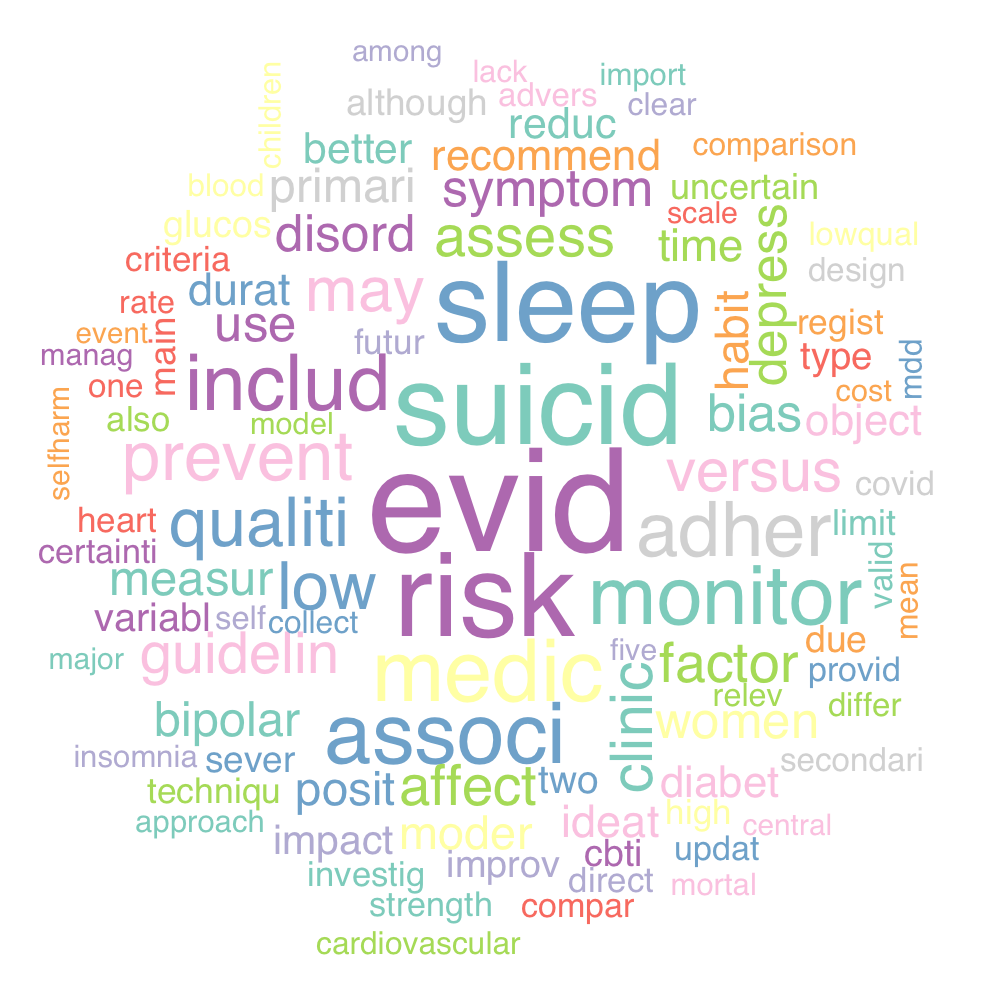 among
lack
import
although
advers
clear
children
reduc
better
recommend
comparison
blood
primari
symptom
uncertain
glucos
disord
assess
scale
time
depress
lowqual
criteria
durat
may
sleep
design
rate
use
habit
regist
event
main
futur
type
manag
includ
suicid
mdd
one
cost
selfharm
also
model
bias
object
prevent
evid
versus
covid
heart
qualiti
adher
limit
certainti
measur
low
risk
monitor
valid
mean
variabl
self
collect
due
major
guidelin
medic
five
factor
provid
relev
differ
bipolar
associ
clinic
women
insomnia
sever
secondari
techniqu
posit
affect
two
diabet
approach
impact
moder
ideat
high
central
investig
improv
cbti
updat
direct
mortal
strength
compar
cardiovascular